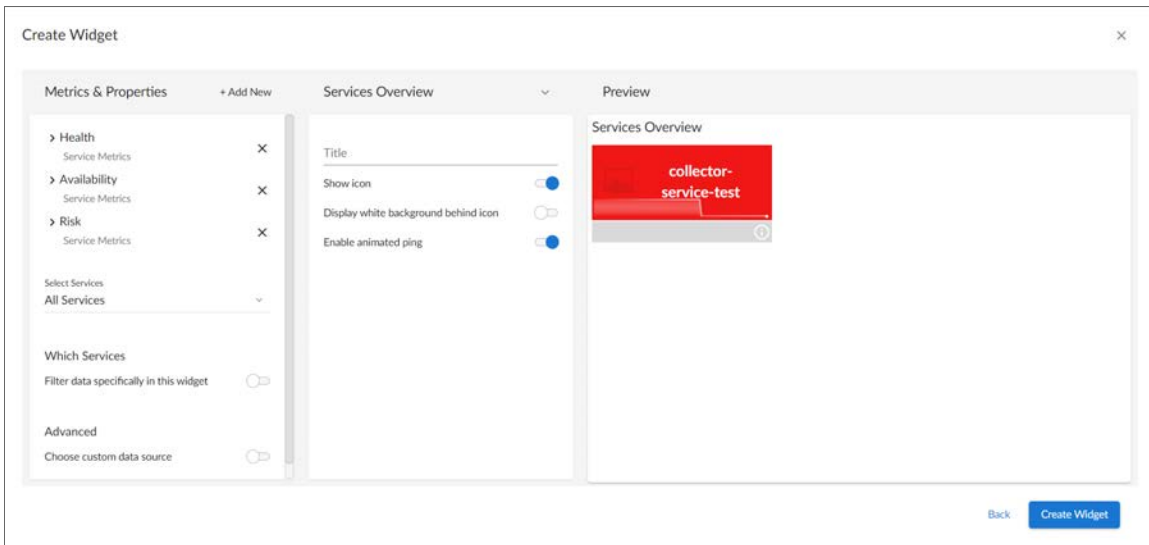 Create Widget
Metrics & Properties
+ Add New
Health
Service Metrics
Availability
Service Metrics
Risk
Service Metrics
Select Services
All Services
Which Services
Filter data specifically in this widget
Advanced
Choose custom data source
Services Overview
Title
Show icon
Display white background behind icon
Enable animated ping
Preview
Services Overview
collector-
service-test
Back
Create Widget